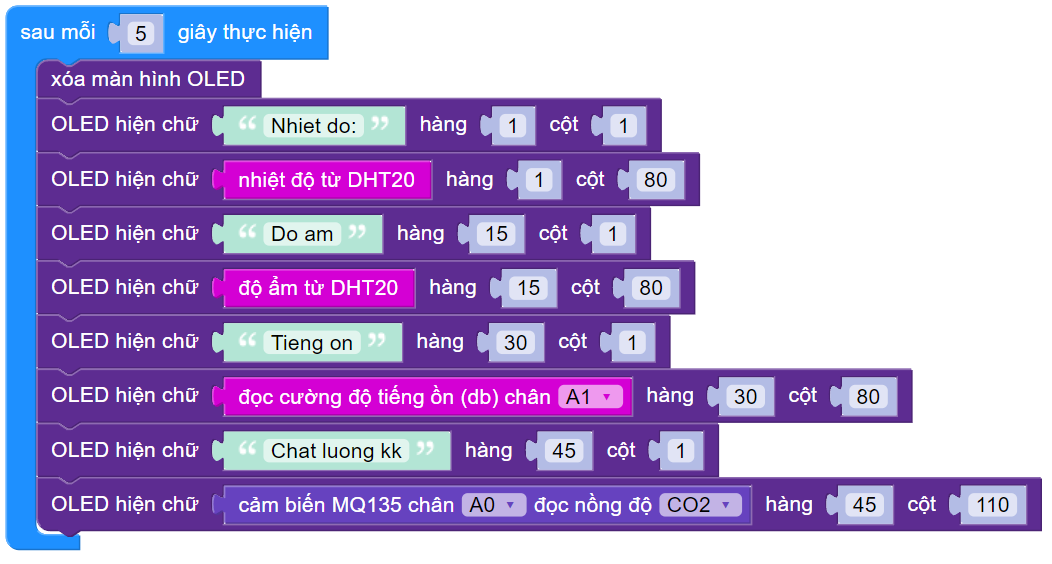 sau mỗi 5 giây thực hiện
xóa màn hình OLED
OLED hiện chữ “ Nhiet do: ” hàng 1 cột 1
OLED hiện chữ nhiệt độ từ DHT20 hàng 1 cột 80
OLED hiện chữ “ Do am ” hàng 15 cột 1
OLED hiện chữ độ ẩm từ DHT20 hàng 15 cột 80
OLED hiện chữ “ Tieng on ” hàng 30 cột 1
OLED hiện chữ đọc cường độ tiếng ồn (db) chân A1 hàng 30 cột 80
OLED hiện chữ “ Chat luong kk ” hàng 45 cột 1
OLED hiện chữ cảm biến MQ135 chân A0 đọc nồng độ CO2 hàng 45 cột 110